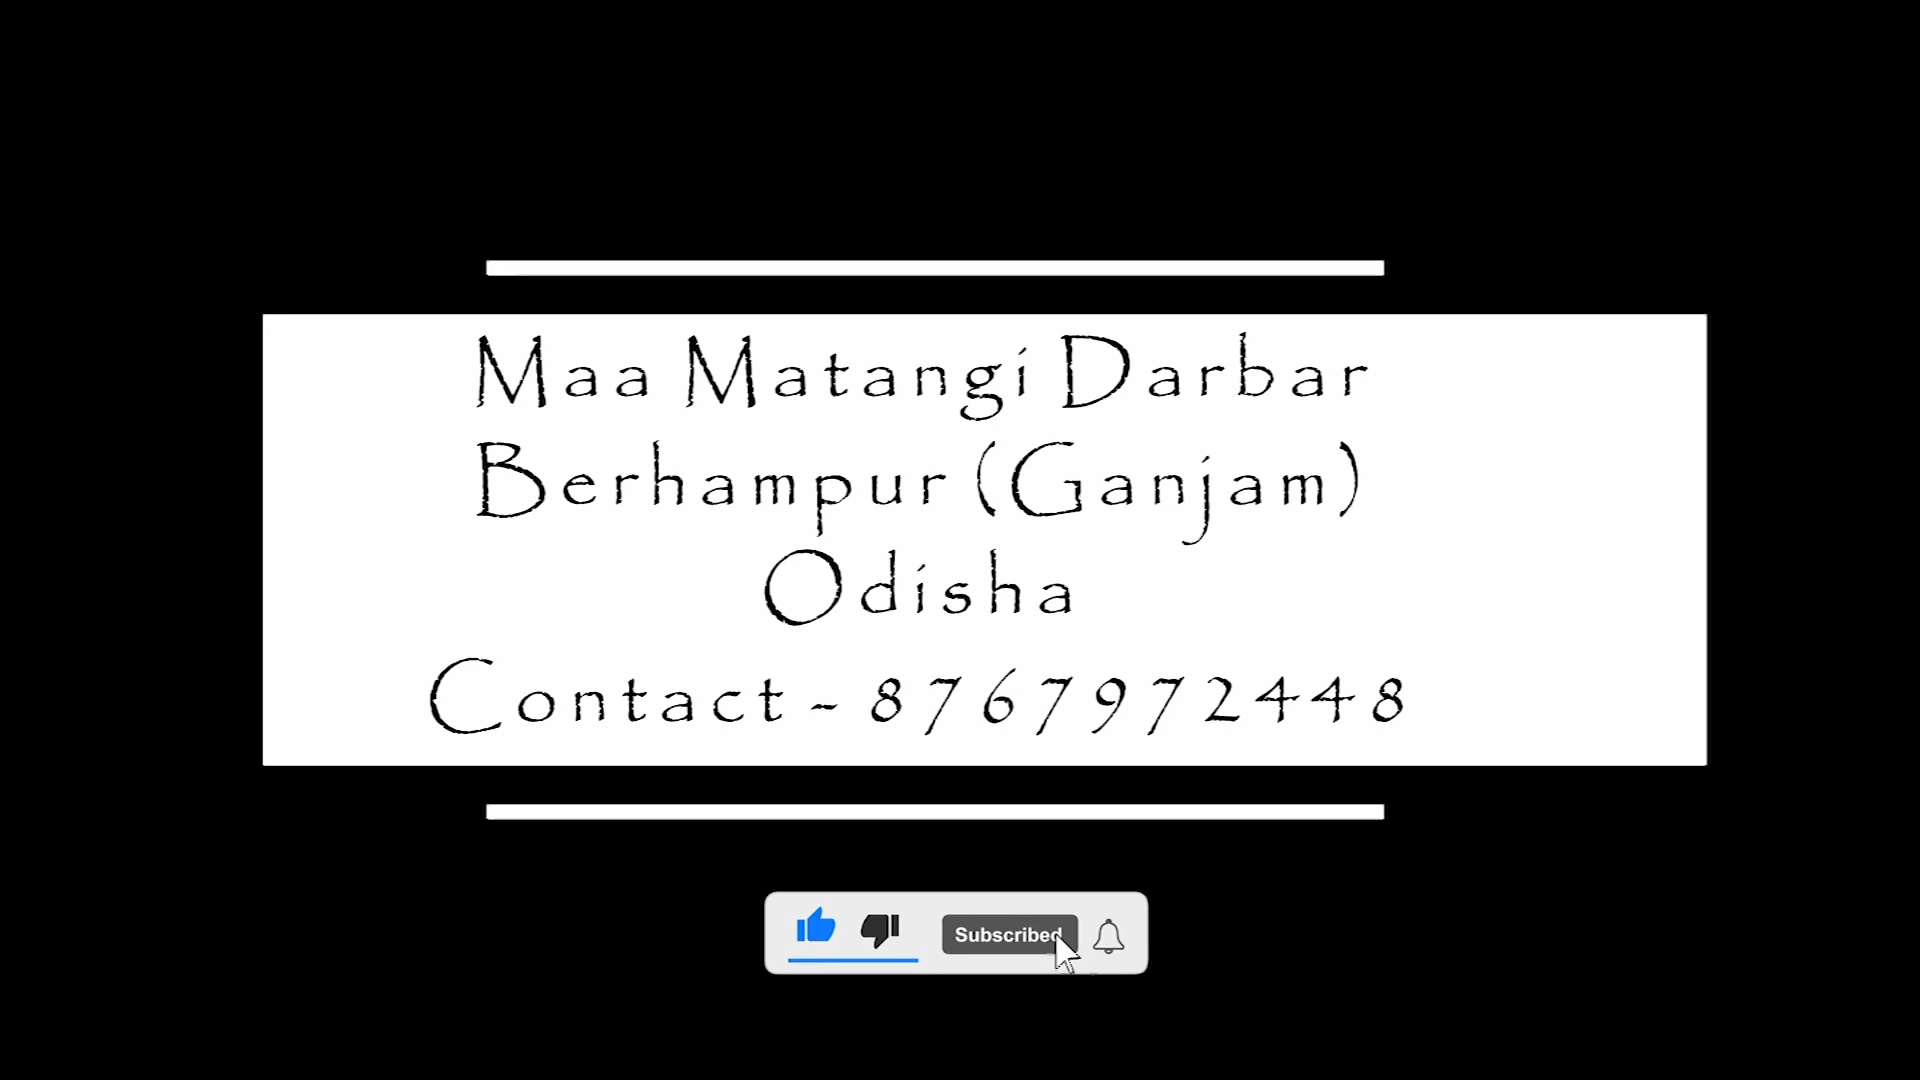 Maa Matangi Darbar
Berhampur (Ganjam)
Odisha
Contact - 8767972448
Subscribed